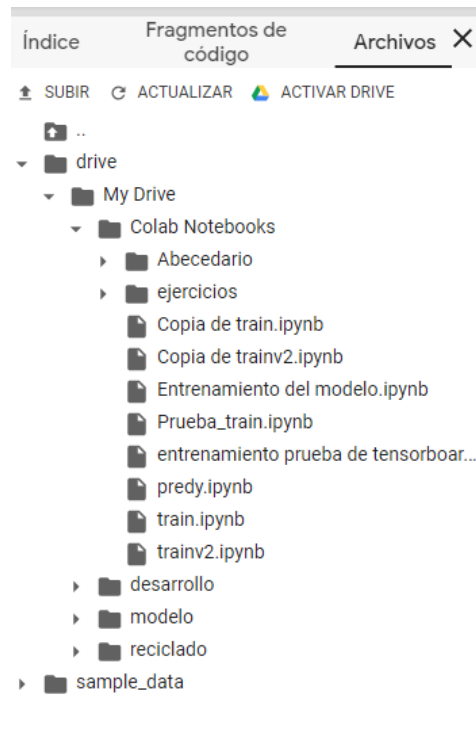 Índice
Fragmentos de
código
Archivos
SUBIR ACTUALIZAR ACTIVAR DRIVE
..
drive
My Drive
Colab Notebooks
Abecedario
ejercicios
Copia de train.ipynb
Copia de trainv2.ipynb
Entrenamiento del modelo.ipynb
Prueba_train.ipynb
entrenamiento prueba de tensorboar...
predy.ipynb
train.ipynb
trainv2.ipynb
desarrollo
modelo
reciclado
sample_data